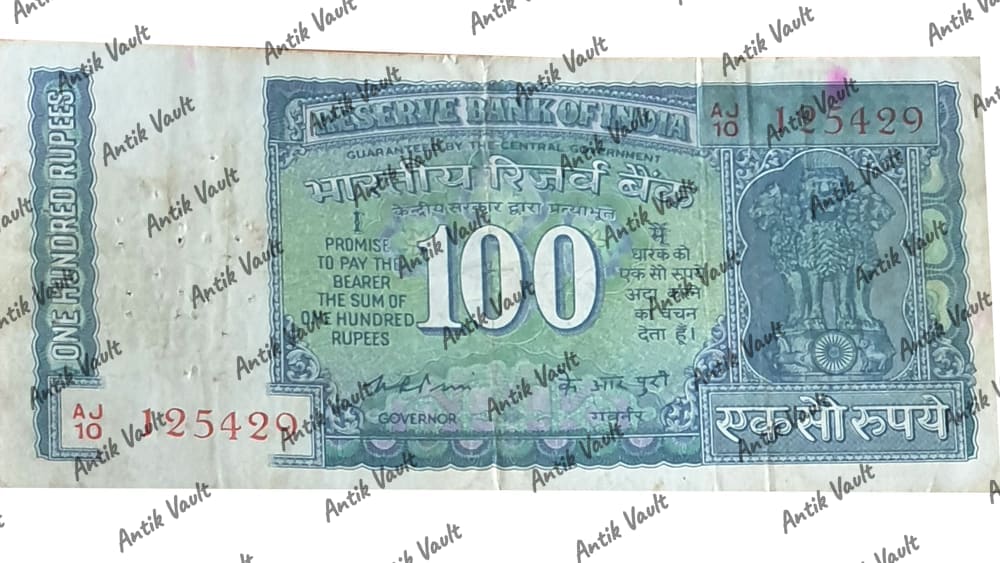 RESERVE BANK OF INDIA
AJ
10
125429
GUARANTEED BY THE CENTRAL GOVERNMENT
भारतीय रिज़र्व बैंक
केन्द्रीय सरकार द्वारा प्रत्याभूत
ONE HUNDRED RUPEES
I
PROMISE
TO PAY THE
BEARER
THE SUM OF
ONE HUNDRED
RUPEES
100
मैं
धारक को
एक सौ रुपये
अदा करने
का वचन
देता हूँ।
के आर पुरी
GOVERNOR
गवर्नर
AJ
10
125429
एक सौ रुपये
Antik Vault